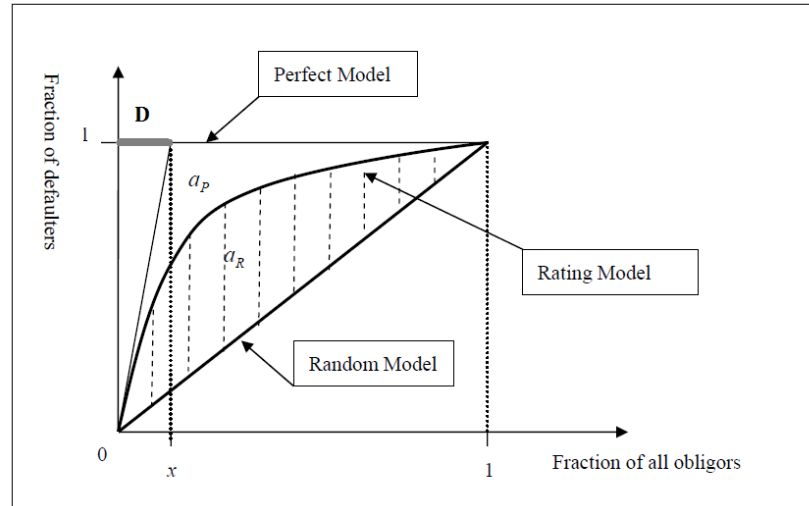 Fraction of defaulters
D
Perfect Model
1
a_P
a_R
Rating Model
Random Model
0
x
1
Fraction of all obligors